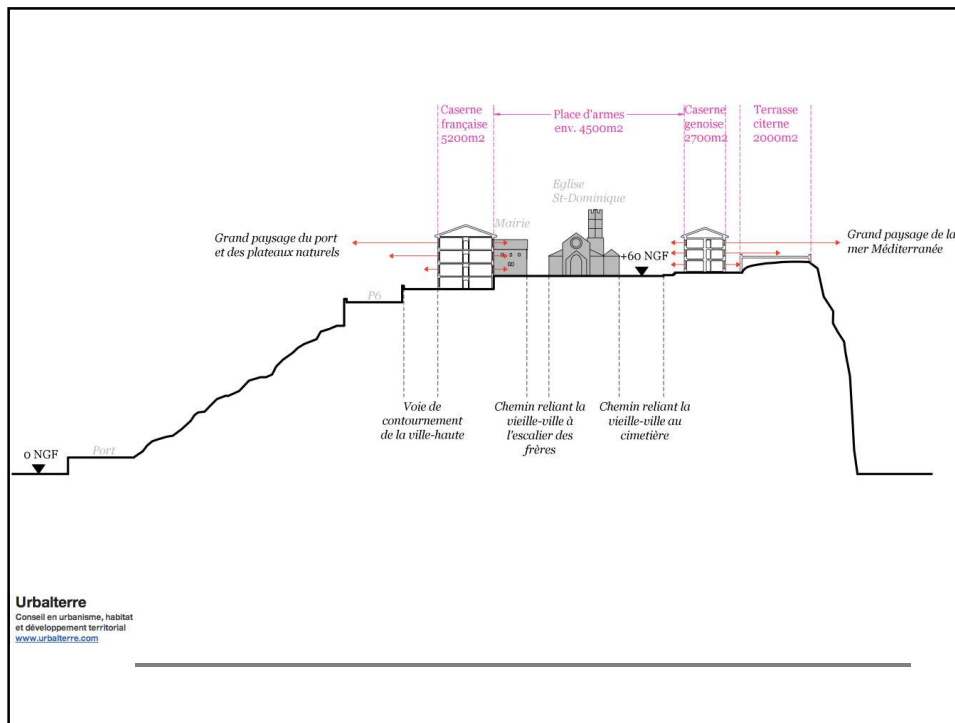 Caserne
française
5200m2
Place d'armes
env. 4500m2
Caserne
genoise
2700m2
Terrasse
citerne
2000m2
Eglise
St-Dominique
Mairie
Grand paysage du port
et des plateaux naturels
+60 NGF
Grand paysage de la
mer Méditerranée
P6
Voie de
contournement
de la ville-haute
Chemin reliant la
vieille-ville à
l'escalier des
frères
Chemin reliant la
vieille-ville au
cimetière
0 NGF
Port
Urbalterre
Conseil en urbanisme, habitat
et développement territorial
www.urbalterre.com